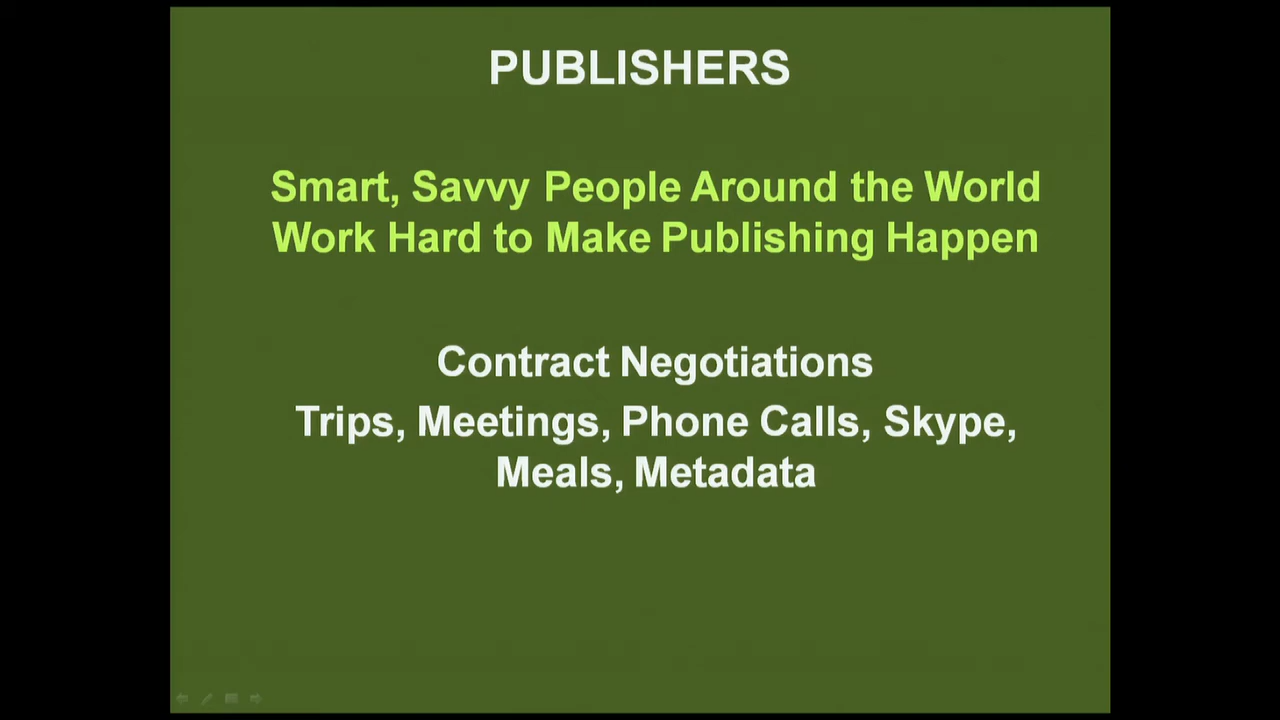 PUBLISHERS
Smart, Savvy People Around the World
Work Hard to Make Publishing Happen
Contract Negotiations
Trips, Meetings, Phone Calls, Skype,
Meals, Metadata